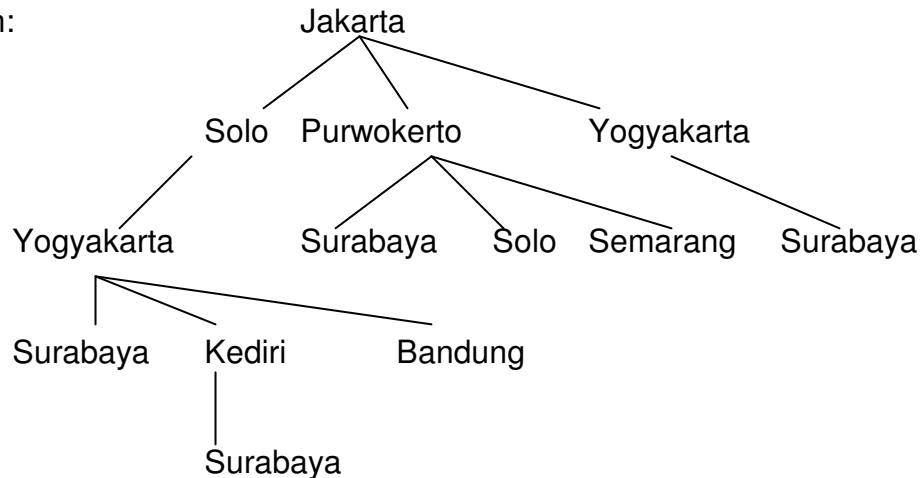 n: Jakarta
Solo Purwokerto Yogyakarta
Yogyakarta Surabaya Solo Semarang Surabaya
Surabaya Kediri Bandung
Surabaya